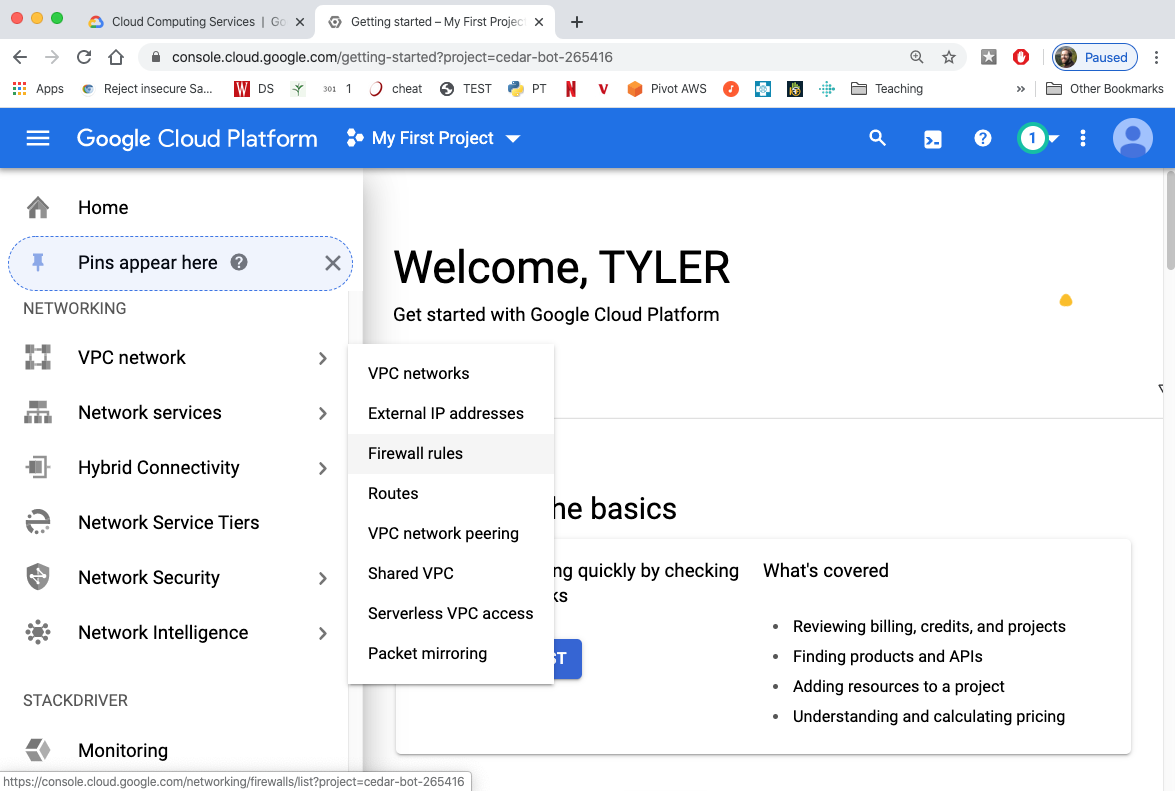 Cloud Computing Services | Go
Getting started – My First Project
console.cloud.google.com/getting-started?project=cedar-bot-265416
Paused
Apps
Reject insecure Sa...
DS
301 1
cheat
TEST
PT
Pivot AWS
Teaching
»
Other Bookmarks
Google Cloud Platform
My First Project
1
Home
Pins appear here
NETWORKING
VPC network
Network services
Hybrid Connectivity
Network Service Tiers
Network Security
Network Intelligence
STACKDRIVER
Monitoring
VPC networks
External IP addresses
Firewall rules
Routes
VPC network peering
Shared VPC
Serverless VPC access
Packet mirroring
Welcome, TYLER
Get started with Google Cloud Platform
he basics
ng quickly by checking
ks
ST
What's covered
• Reviewing billing, credits, and projects
• Finding products and APIs
• Adding resources to a project
• Understanding and calculating pricing
https://console.cloud.google.com/networking/firewalls/list?project=cedar-bot-265416